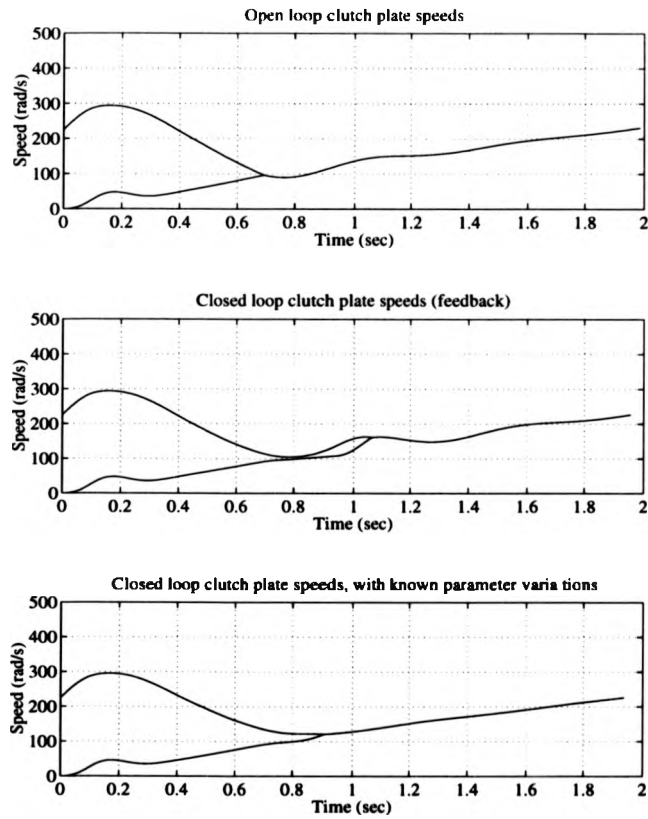 Open loop clutch plate speeds
500
400
300
200
100
0
Speed (rad/s)
0 0.2 0.4 0.6 0.8 1 1.2 1.4 1.6 1.8 2
Time (sec)
Closed loop clutch plate speeds (feedback)
500
400
300
200
100
0
Speed (rad/s)
0 0.2 0.4 0.6 0.8 1 1.2 1.4 1.6 1.8 2
Time (sec)
Closed loop clutch plate speeds, with known parameter varia tions
500
400
300
200
100
0
Speed (rad/s)
0 0.2 0.4 0.6 0.8 1 1.2 1.4 1.6 1.8 2
Time (sec)